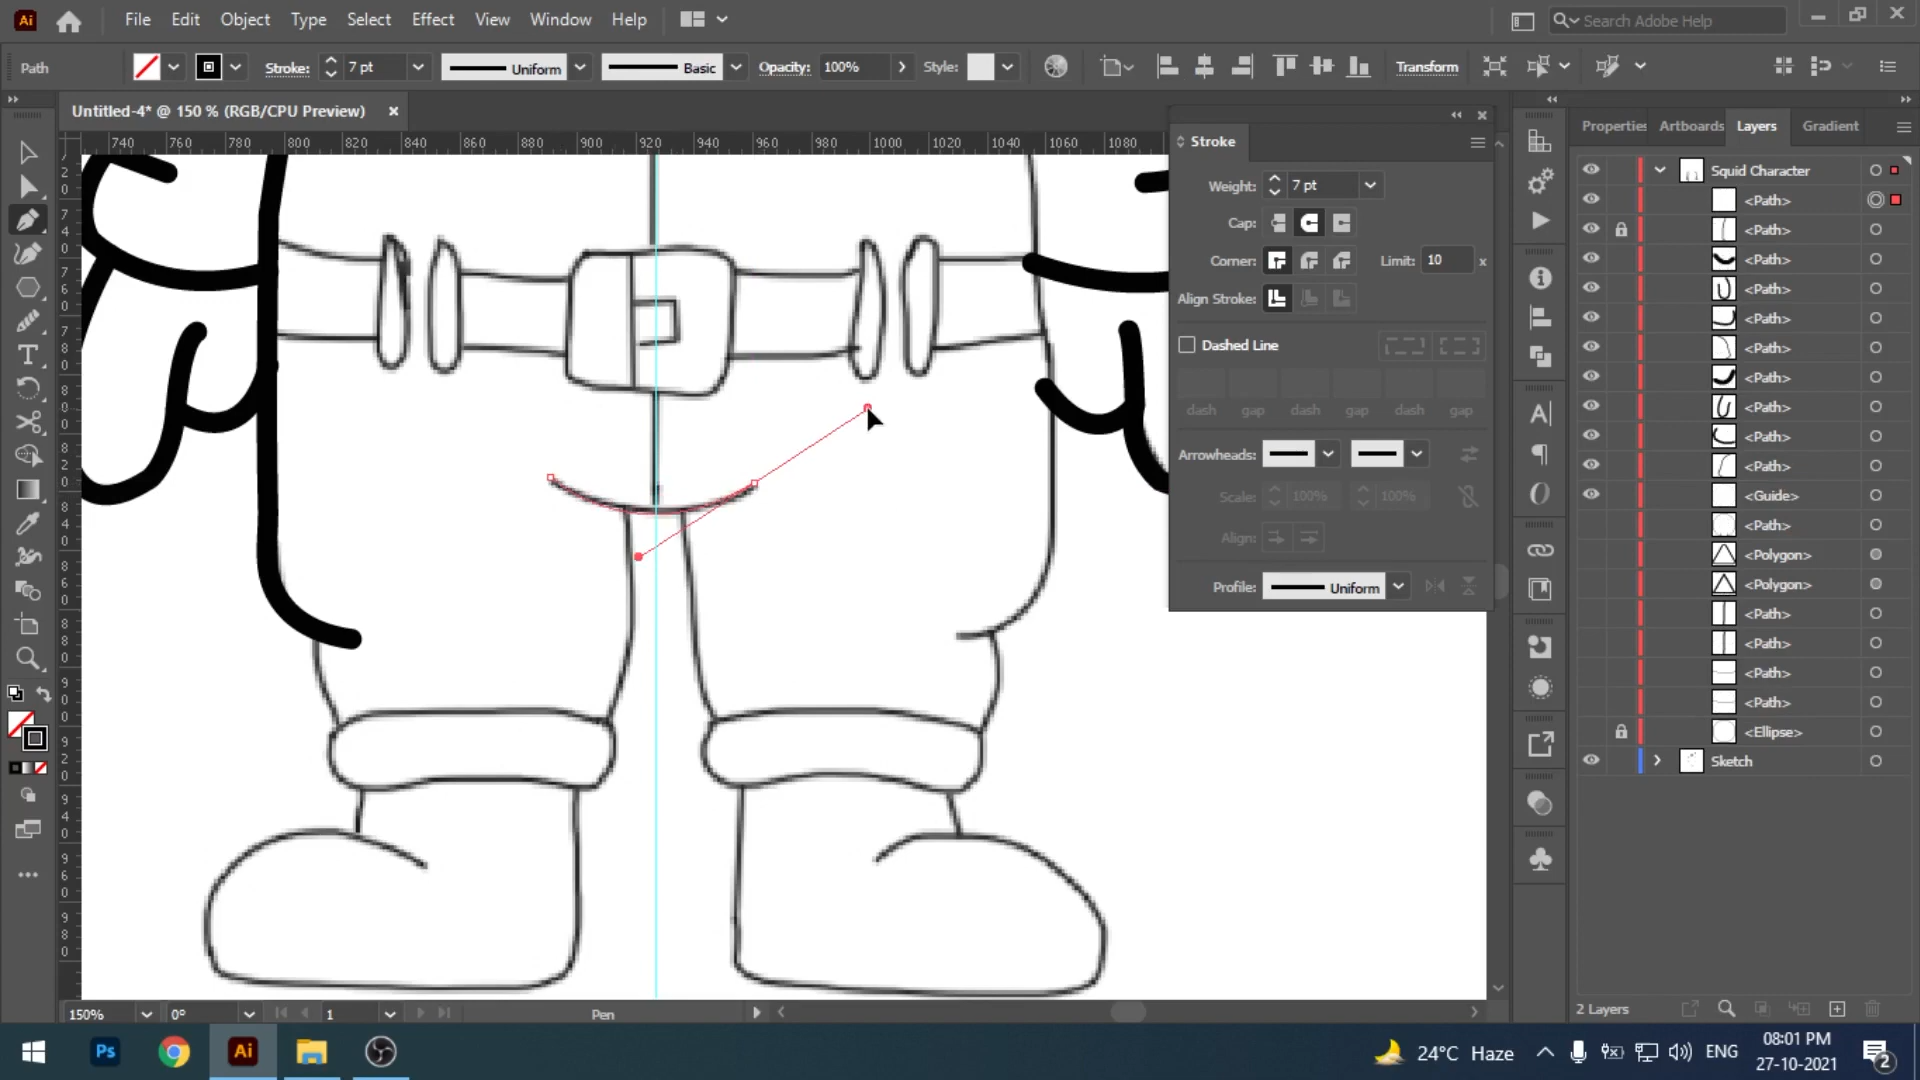 Ai File Edit Object Type Select Effect View Window Help Search Adobe Help
Path Stroke: 7 pt Uniform Basic Opacity: 100% Style: Transform
Untitled-4* @ 150 % (RGB/CPU Preview)
740 760 780 800 820 840 860 880 900 920 940 960 980 1000 1020 1040 1060 1080
Stroke
Weight: 7 pt
Cap:
Corner: Limit: 10 x
Align Stroke:
Dashed Line
dash gap dash gap dash gap
Arrowheads:
Scale: 100% 100%
Align:
Profile: Uniform
Properties Artboards Layers Gradient
Squid Character
<Path>
<Path>
<Path>
<Path>
<Path>
<Path>
<Path>
<Path>
<Path>
<Path>
<Guide>
<Path>
<Polygon>
<Polygon>
<Path>
<Path>
<Path>
<Path>
<Ellipse>
Sketch
2 Layers
150% 0° 1 Pen
Ps Ai 24°C Haze ENG 08:01 PM
27-10-2021
2